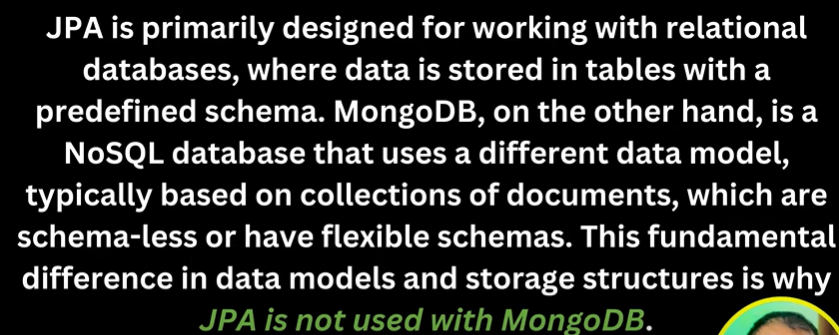 JPA is primarily designed for working with relational
databases, where data is stored in tables with a
predefined schema. MongoDB, on the other hand, is a
NoSQL database that uses a different data model,
typically based on collections of documents, which are
schema-less or have flexible schemas. This fundamental
difference in data models and storage structures is why
JPA is not used with MongoDB.